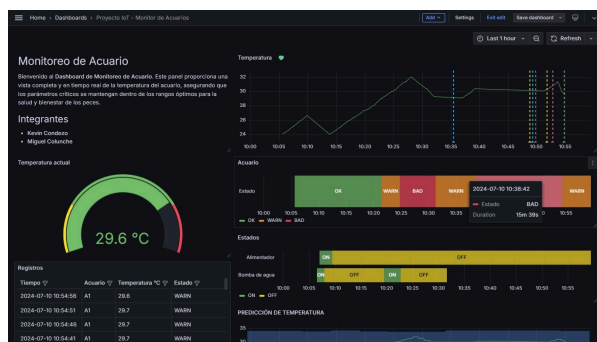 Home › Dashboards › Proyecto IoT - Monitor de Acuarios
Add
Settings
Exit edit
Save dashboard
Last 1 hour
Refresh
Monitoreo de Acuario
Bienvenido al Dashboard de Monitoreo de Acuario. Este panel proporciona una
vista completa y en tiempo real de la temperatura del acuario, asegurando que
los parámetros críticos se mantengan dentro de los rangos óptimos para la
salud y bienestar de los peces.
Integrantes
• Kevin Condezo
• Miguel Colunche
Temperatura
32
30
28
26
24
10:00 10:05 10:10 10:15 10:20 10:25 10:30 10:35 10:40 10:45 10:50 10:55
Temperatura actual
29.6 °C
Acuario
Estado
OK WARN BAD WARN WARN
2024-07-10 10:38:42
Estado BAD
Duration 15m 39s
10:00 10:05 10:10 10:15 10:20 10:25 10:30 10:35 10:55
OK WARN BAD
Estados
Alimentador ON OFF
Bomba de agua ON OFF ON OFF
10:00 10:05 10:10 10:15 10:20 10:25 10:30 10:35 10:40 10:45 10:50 10:55
ON OFF
Registros
Tiempo Acuario Temperatura °C Estado
2024-07-10 10:54:56 A1 29.6 WARN
2024-07-10 10:54:51 A1 29.7 WARN
2024-07-10 10:54:46 A1 29.7 WARN
2024-07-10 10:54:41 A1 29.7 WARN
PREDICCIÓN DE TEMPERATURA
35
30